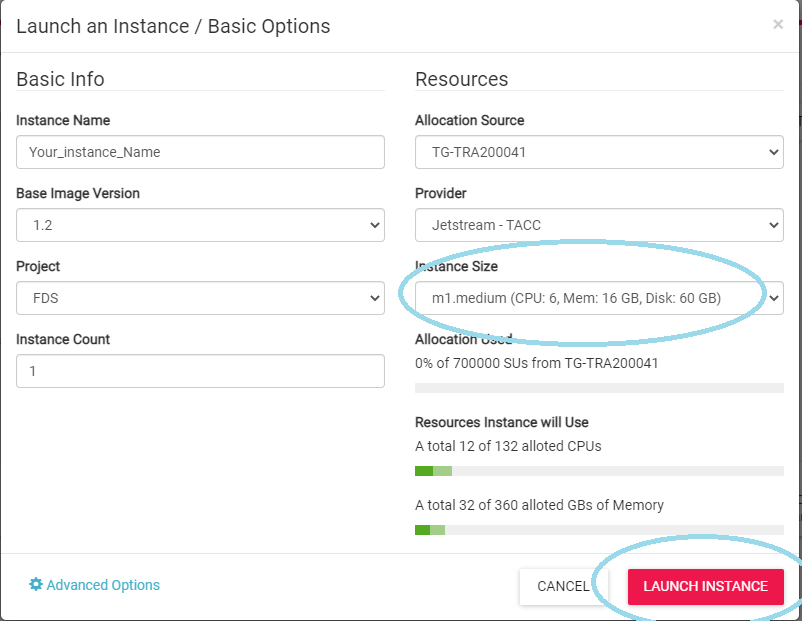 Launch an Instance / Basic Options
×
Basic Info
Instance Name
Your_instance_Name
Base Image Version
1.2
Project
FDS
Instance Count
1
Resources
Allocation Source
TG-TRA200041
Provider
Jetstream - TACC
Instance Size
m1.medium (CPU: 6, Mem: 16 GB, Disk: 60 GB)
Allocation Used
0% of 700000 SUs from TG-TRA200041
Resources Instance will Use
A total 12 of 132 alloted CPUs
A total 32 of 360 alloted GBs of Memory
Advanced Options
CANCEL
LAUNCH INSTANCE